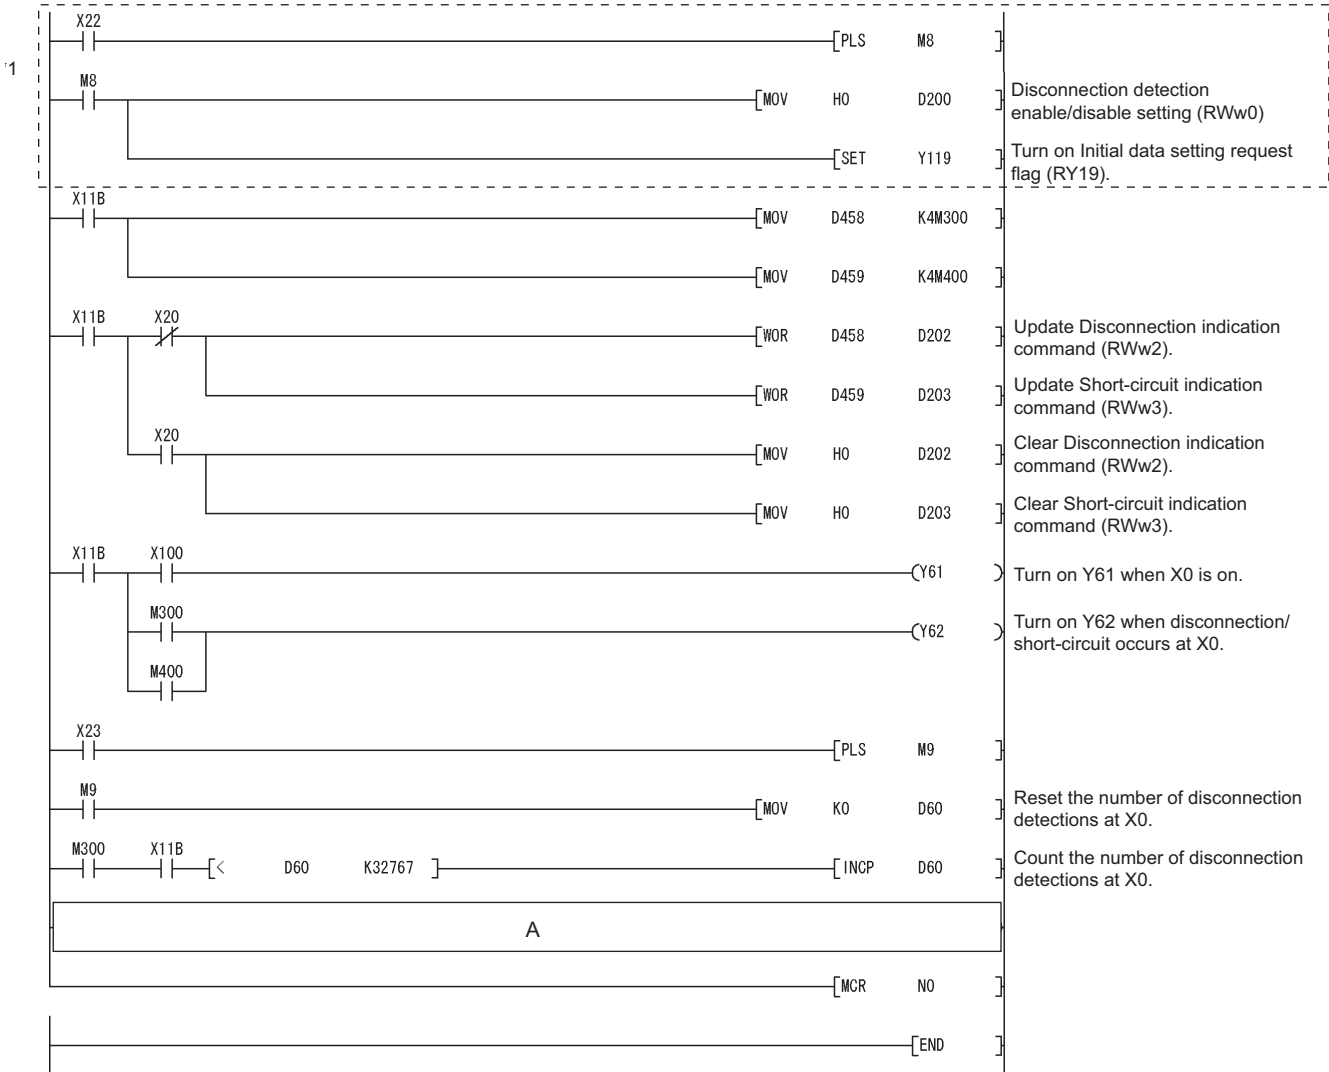 X22
PLS M8
*1
M8
MOV H0 D200
Disconnection detection
enable/disable setting (RWw0)
SET Y119
Turn on Initial data setting request
flag (RY19).
X11B
MOV D458 K4M300
MOV D459 K4M400
X11B X20
WOR D458 D202
Update Disconnection indication
command (RWw2).
WOR D459 D203
Update Short-circuit indication
command (RWw3).
X20
MOV H0 D202
Clear Disconnection indication
command (RWw2).
MOV H0 D203
Clear Short-circuit indication
command (RWw3).
X11B X100
Y61
Turn on Y61 when X0 is on.
M300
Y62
Turn on Y62 when disconnection/
short-circuit occurs at X0.
M400
X23
PLS M9
M9
MOV K0 D60
Reset the number of disconnection
detections at X0.
M300 X11B
< D60 K32767
INCP D60
Count the number of disconnection
detections at X0.
A
MCR N0
END